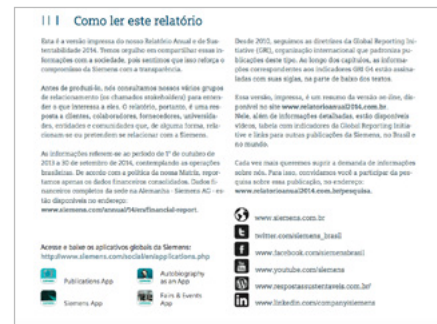 Como ler este relatório
Esta é a versão impressa do nosso Relatório Anual e de Sus-
tentabilidade 2014. Temos orgulho em compartilhar essas in-
formações com a sociedade, pois sentimos que isso reforça o
compromisso da Siemens com a transparência.
Antes de produzi-lo, nós consultamos nossos vários grupos
de relacionamento (os chamados stakeholders) para enten-
der o que interessa a eles. O relatório, portanto, é uma res-
posta a clientes, colaboradores, fornecedores, universida-
des, entidades e comunidades que, de alguma forma, rela-
cionam-se ou pretendem se relacionar com a Siemens.
As informações referem-se ao período de 1º de outubro de
2013 a 30 de setembro de 2014, contemplando as operações
brasileiras. De acordo com a política da nossa Matriz, repor-
tamos apenas os dados financeiros consolidados. Dados fi-
nanceiros completos da sede na Alemanha - Siemens AG - es-
tão disponíveis no endereço:
www.siemens.com/annual/14/en/financial-report.
Acesse e baixe os aplicativos globais da Siemens:
http://www.siemens.com/social/en/applications.php
Publications App
Autobiography
as an App
Siemens App
Fairs & Events
App
Desde 2001, seguimos as diretrizes da Global Reporting Ini-
tiative (GRI), organização internacional que padroniza pu-
blicações deste tipo. Ao longo dos capítulos, as informa-
ções correspondentes aos indicadores GRI G4 estão assina-
ladas com suas siglas, na parte de baixo dos textos.
Essa versão, impressa, é um resumo da versão on-line, dis-
ponível no site www.relatorioanual2014.com.br.
Nele, além de informações detalhadas, estão disponíveis
vídeos, tabela com indicadores da Global Reporting Initia-
tive e links para outras publicações da Siemens, no Brasil e
no mundo.
Cada vez mais queremos suprir a demanda de informações
sobre nós. Para isso, convidamos você a participar da pes-
quisa sobre essa publicação, no endereço:
www.relatorioanual2014.com.br/pesquisa.
www.siemens.com.br
twitter.com/siemens_brasil
www.facebook.com/siemensbrasil
www.youtube.com/siemens
www.respostassustentaveis.com.br/
www.linkedin.com/company/siemens